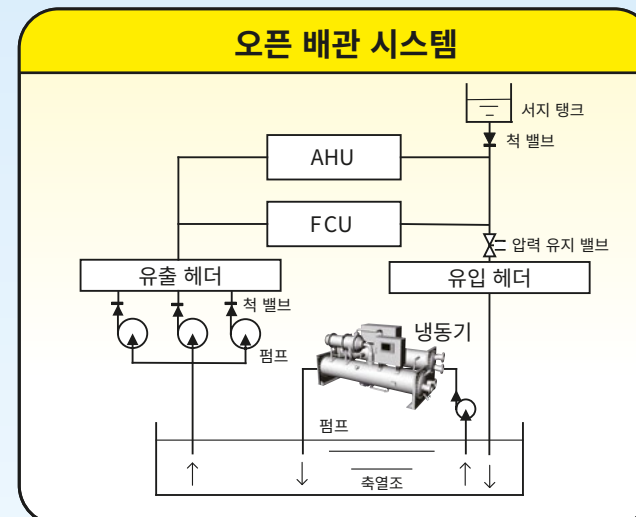 오픈 배관 시스템
서지 탱크
척 밸브
AHU
FCU
압력 유지 밸브
유출 헤더
유입 헤더
척 밸브
펌프
냉동기
펌프
축열조